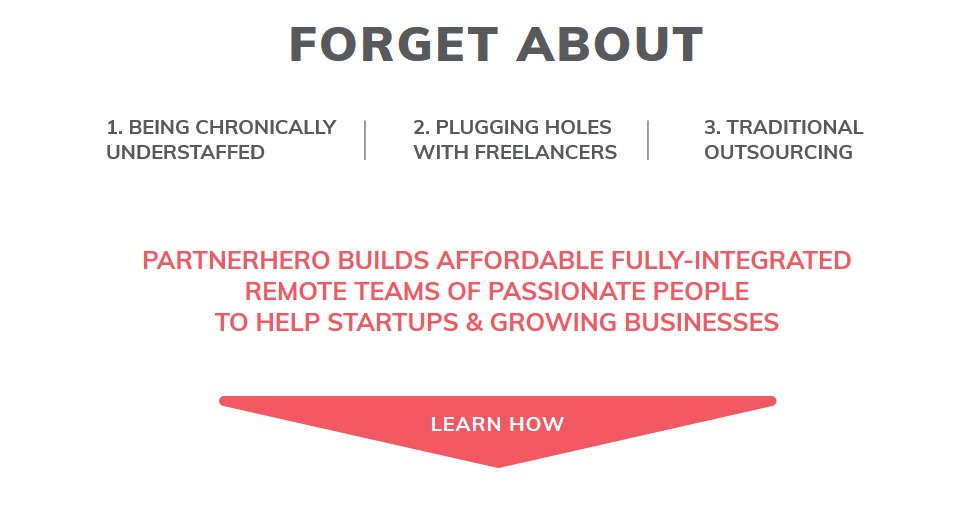 FORGET ABOUT
1. BEING CHRONICALLY
UNDERSTAFFED
2. PLUGGING HOLES
WITH FREELANCERS
3. TRADITIONAL
OUTSOURCING
PARTNERHERO BUILDS AFFORDABLE FULLY-INTEGRATED
REMOTE TEAMS OF PASSIONATE PEOPLE
TO HELP STARTUPS & GROWING BUSINESSES
LEARN HOW